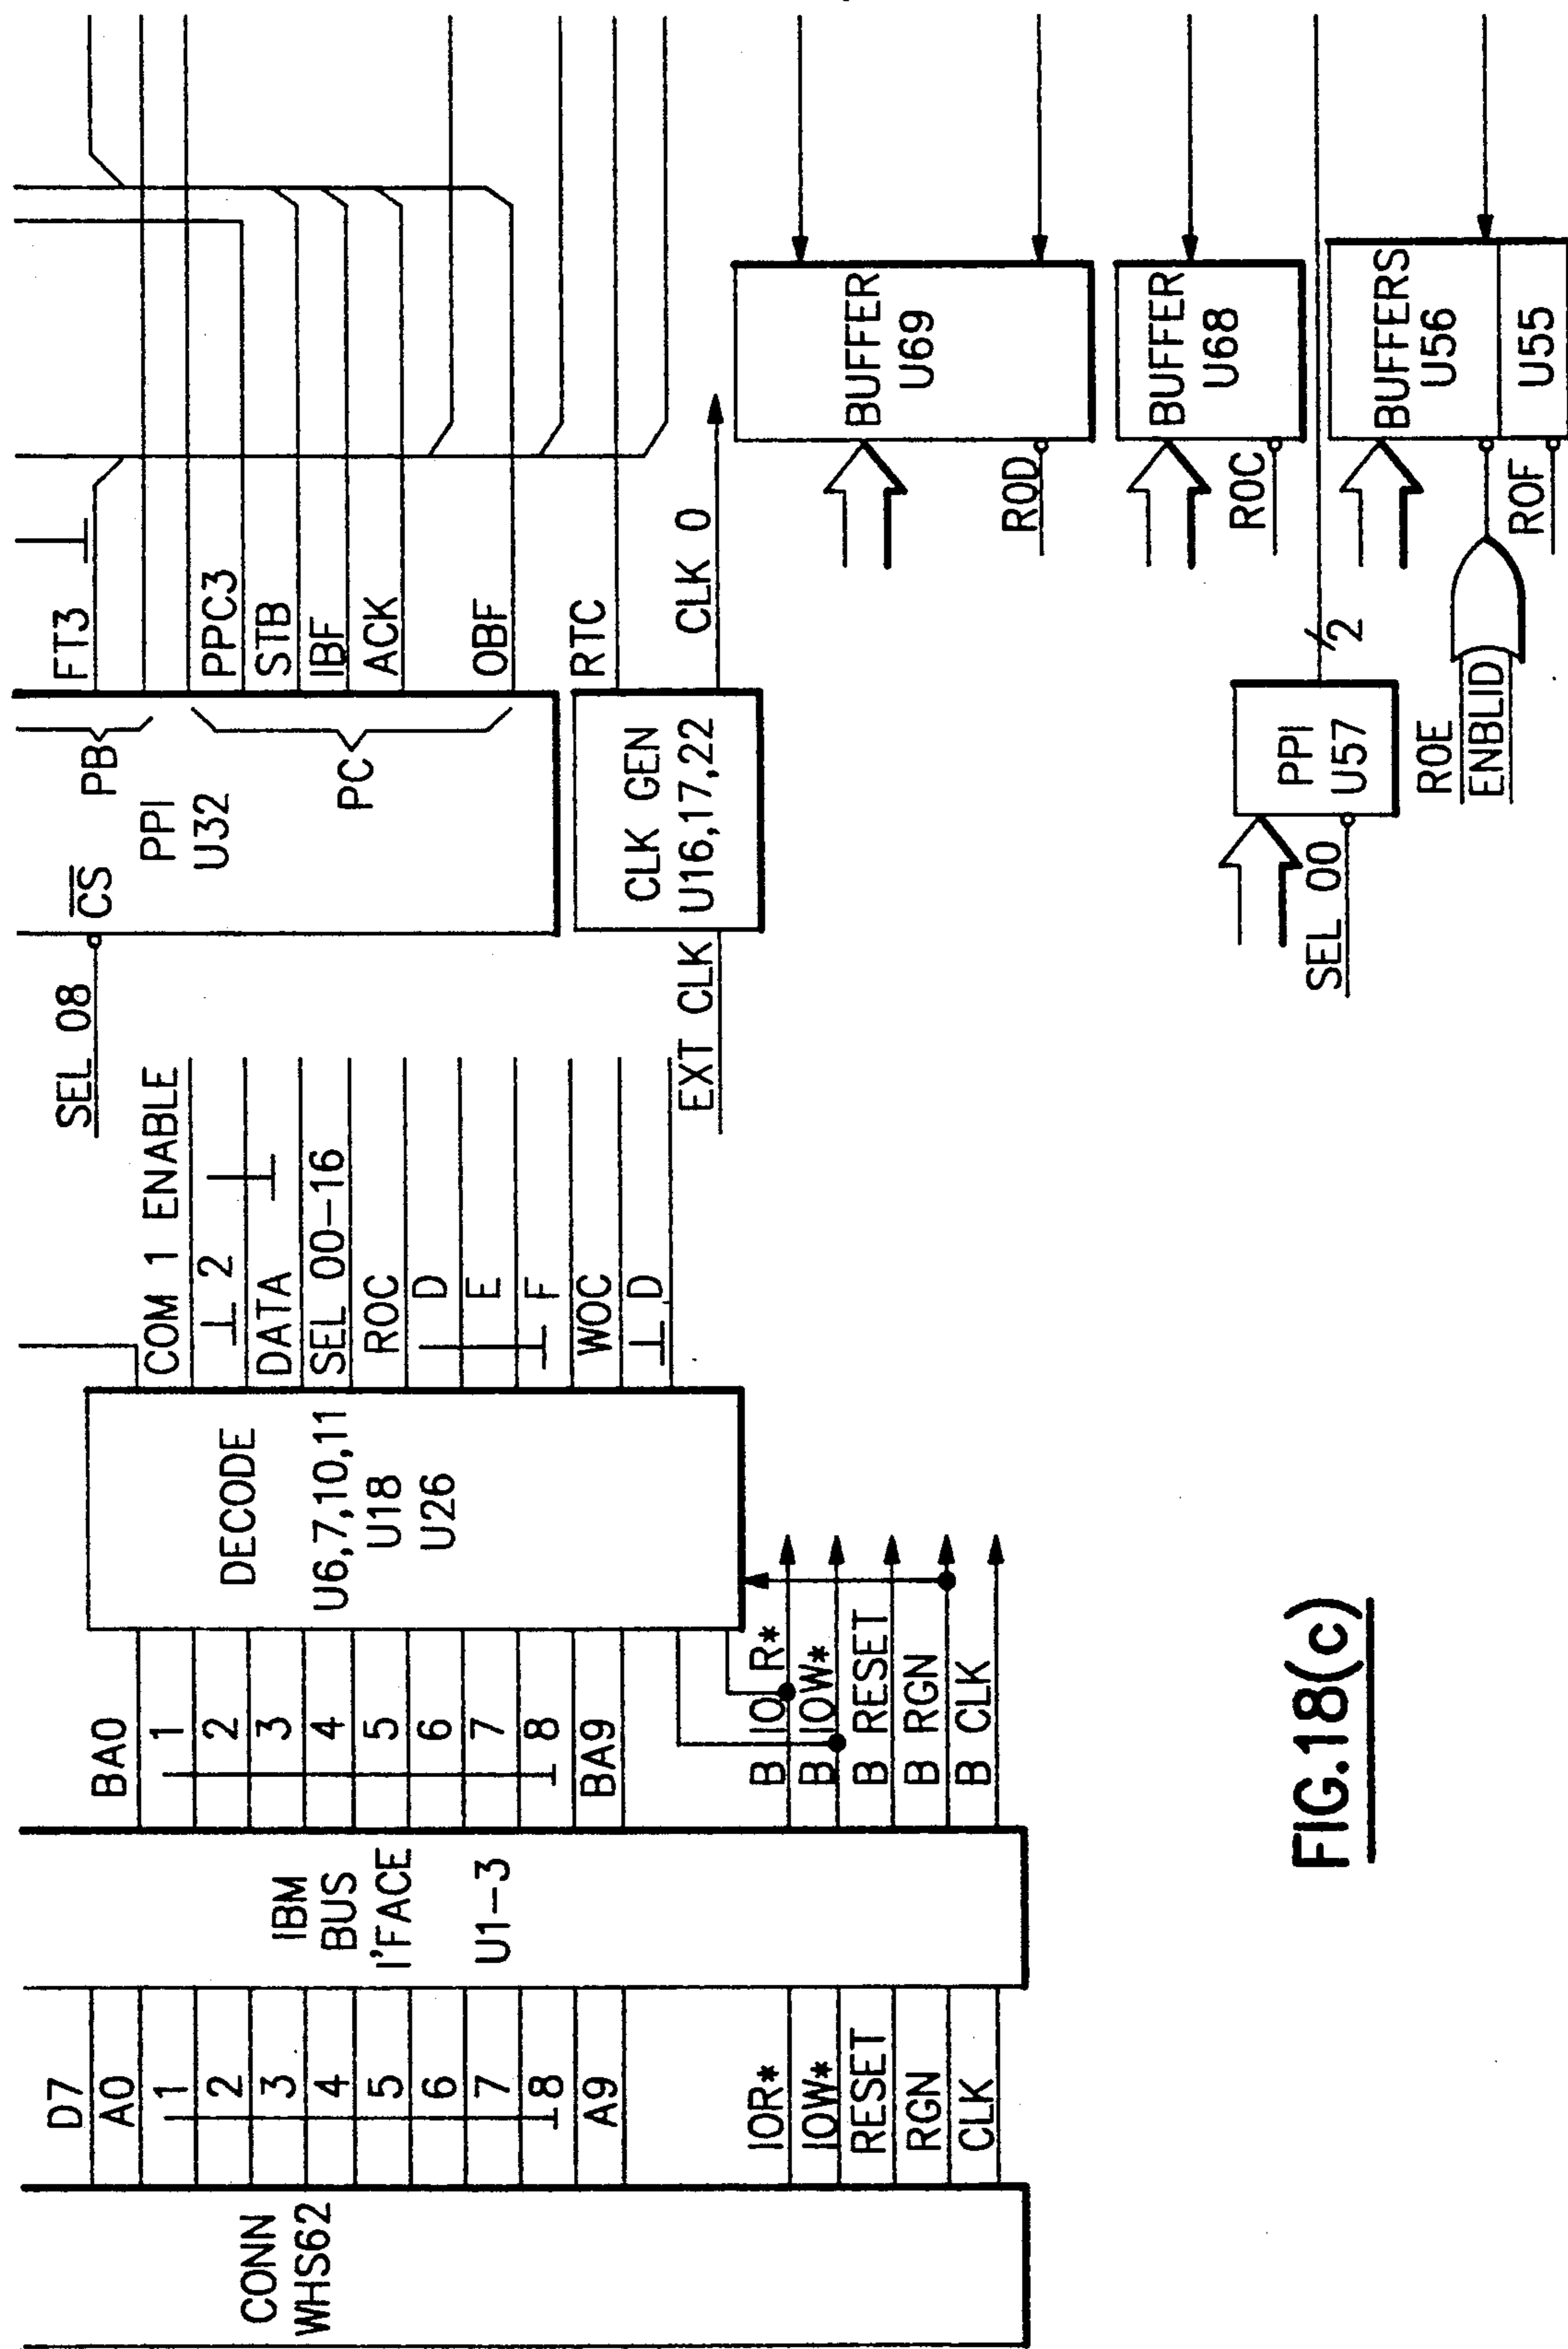 CONN
WHS62
D7
A0
1
2
3
4
5
6
7
8
A9
IOR*
IOW*
RESET
RGN
CLK
IBM
BUS
I'FACE
U1-3
BA0
1
2
3
4
5
6
7
8
BA9
B IO R*
B IOW*
B RESET
B RGN
B CLK
DECODE
U6,7,10,11
U18
U26
COM 1 ENABLE
2
DATA
SEL 00-16
ROC
D
E
F
WOC
D
SEL 08
CS
PPI
U32
PB
PC
FT3
PPC3
STB
IBF
ACK
OBF
EXT CLK
CLK GEN
U16,17,22
RTC
CLK 0
BUFFER
U69
ROD
BUFFER
U68
ROC
SEL 00
PPI
U57
2
BUFFERS
U56
U55
ROE
ENBLID
ROF
FIG.18(c)